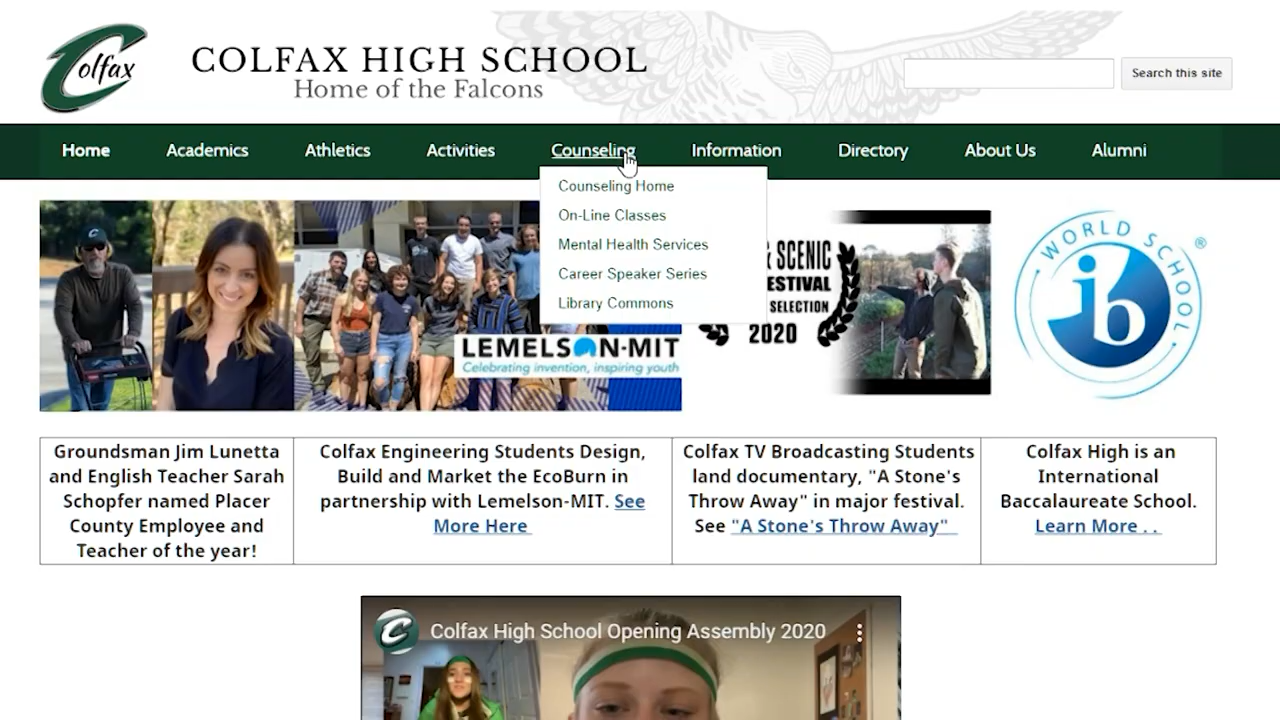 Colfax
COLFAX HIGH SCHOOL
Home of the Falcons
Search this site
Home Academics Athletics Activities Counseling Information Directory About Us Alumni
Counseling Home
On-Line Classes
Mental Health Services
Career Speaker Series
Library Commons
LEMELSON-MIT
Celebrating invention, inspiring youth
& SCENIC
FESTIVAL
SELECTION
2020
WORLD SCHOOL ®
ib
Groundsman Jim Lunetta
and English Teacher Sarah
Schopfer named Placer
County Employee and
Teacher of the year!
Colfax Engineering Students Design,
Build and Market the EcoBurn in
partnership with Lemelson-MIT. See
More Here
Colfax TV Broadcasting Students
land documentary, "A Stone's
Throw Away" in major festival.
See "A Stone's Throw Away"
Colfax High is an
International
Baccalaureate School.
Learn More . .
C
Colfax High School Opening Assembly 2020